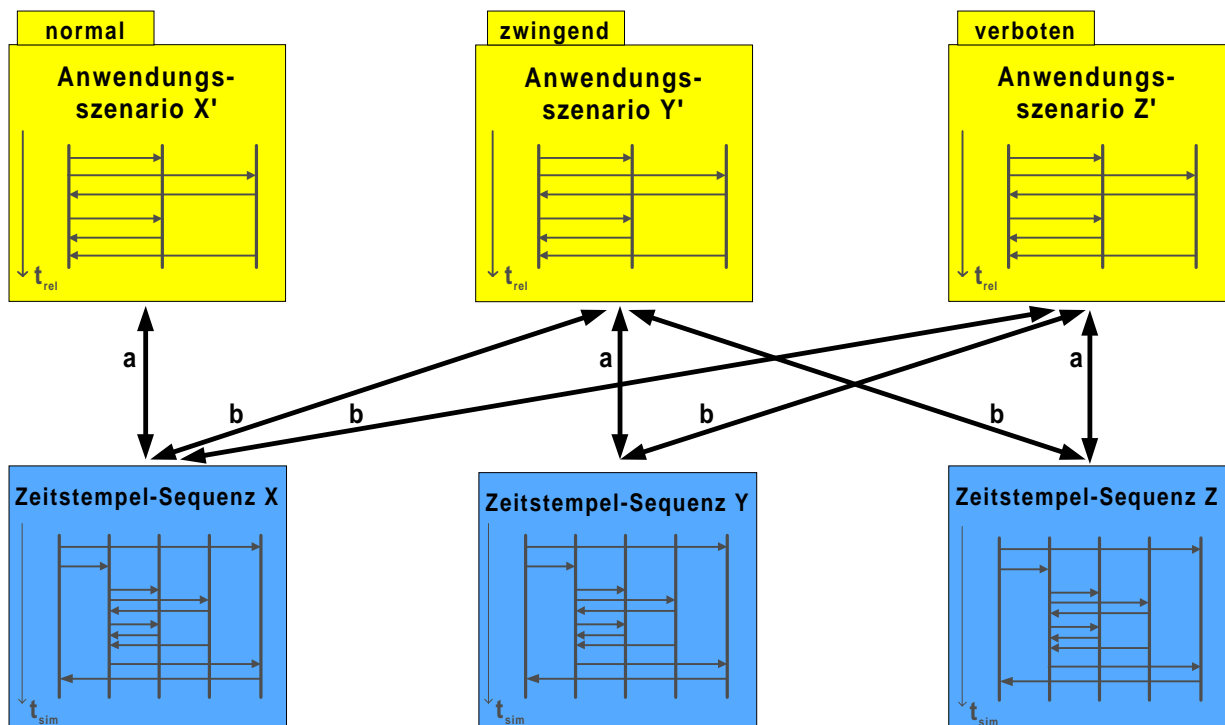 normal
Anwendungs-
szenario X'
t rel
zwingend
Anwendungs-
szenario Y'
t rel
verboten
Anwendungs-
szenario Z'
t rel
a
a
a
b
b
b
b
Zeitstempel-Sequenz X
t sim
Zeitstempel-Sequenz Y
t sim
Zeitstempel-Sequenz Z
t sim